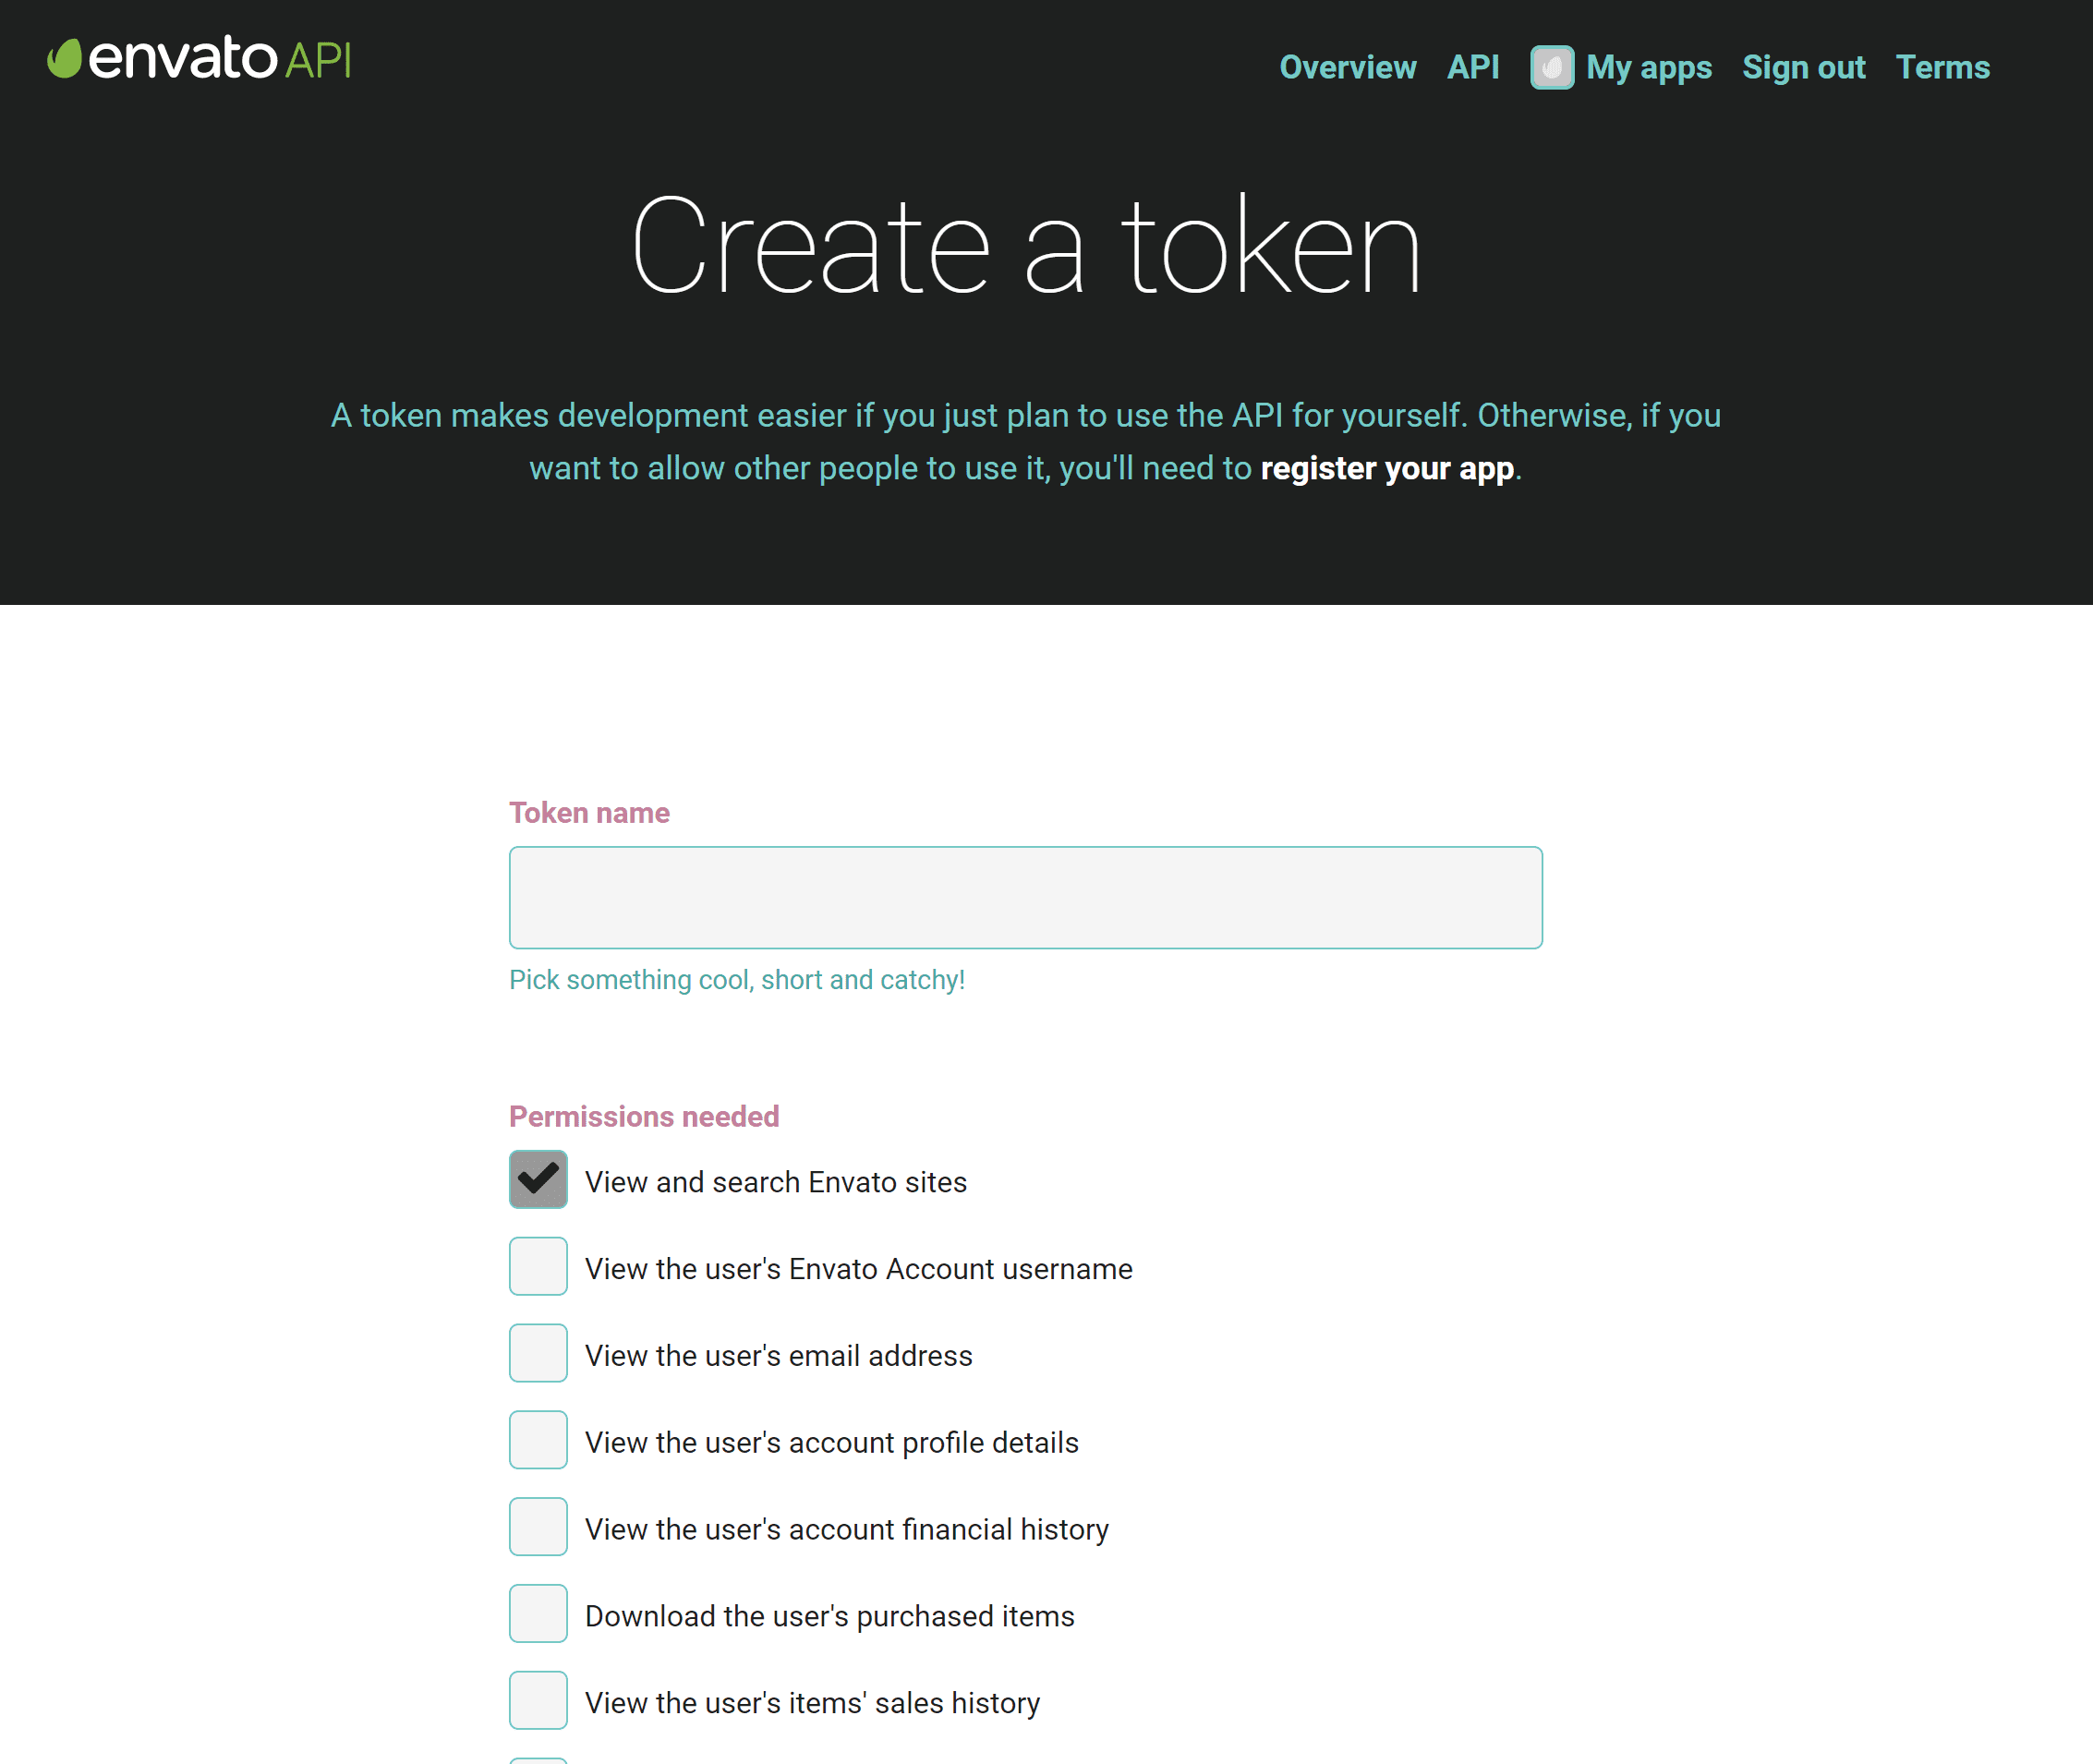 envato API
Overview API My apps Sign out Terms
Create a token
A token makes development easier if you just plan to use the API for yourself. Otherwise, if you
want to allow other people to use it, you'll need to register your app.
Token name
Pick something cool, short and catchy!
Permissions needed
View and search Envato sites
View the user's Envato Account username
View the user's email address
View the user's account profile details
View the user's account financial history
Download the user's purchased items
View the user's items' sales history